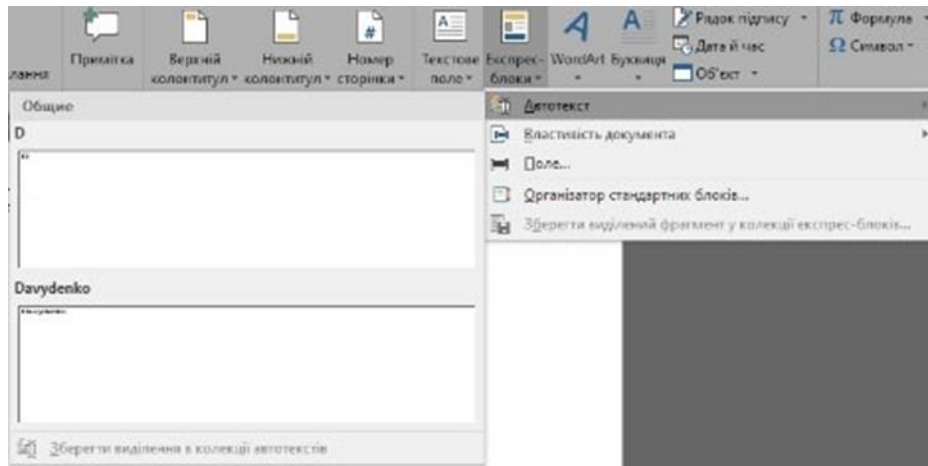 лання
Примітка
Верхній колонтитул
Нижній колонтитул
Номер сторінки
Текстове поле
Експрес-блоки
WordArt
Буквиця
Рядок підпису
Дата й час
Об'єкт
π Формула
Ω Символ
Общие
D
Davydenko
Зберегти виділення в колекції автотекстів
Автотекст
Властивість документа
Поле...
Організатор стандартних блоків...
Зберегти виділений фрагмент у колекції експрес-блоків...